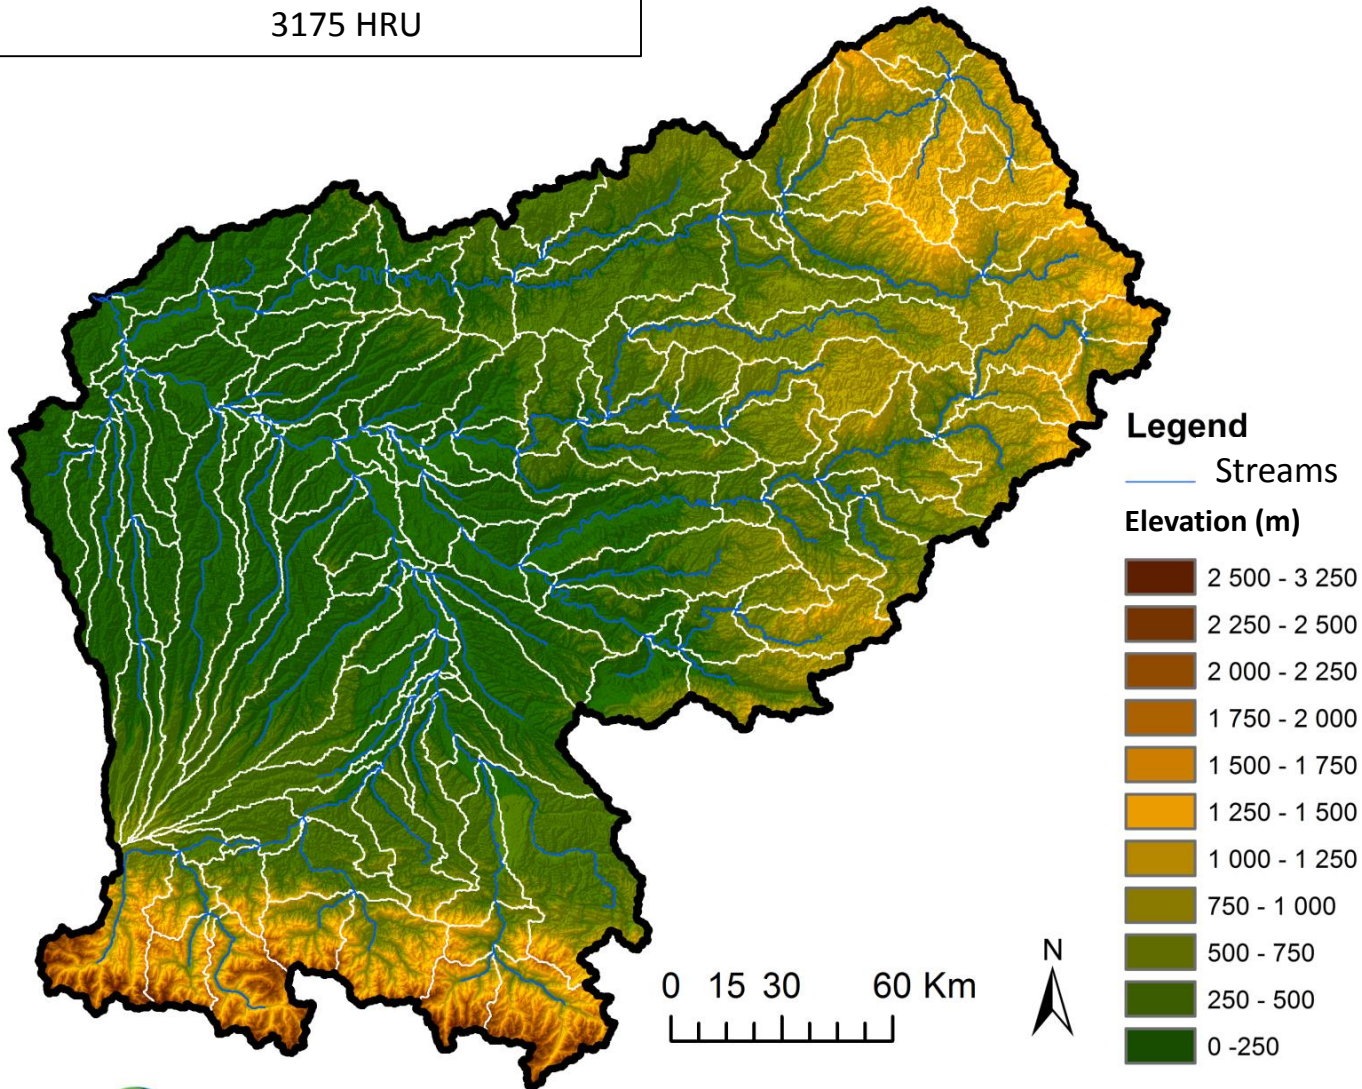 3175 HRU
Legend
Streams
Elevation (m)
2 500 - 3 250
2 250 - 2 500
2 000 - 2 250
1 750 - 2 000
1 500 - 1 750
1 250 - 1 500
1 000 - 1 250
750 - 1 000
500 - 750
250 - 500
0 -250
N
0 15 30 60 Km